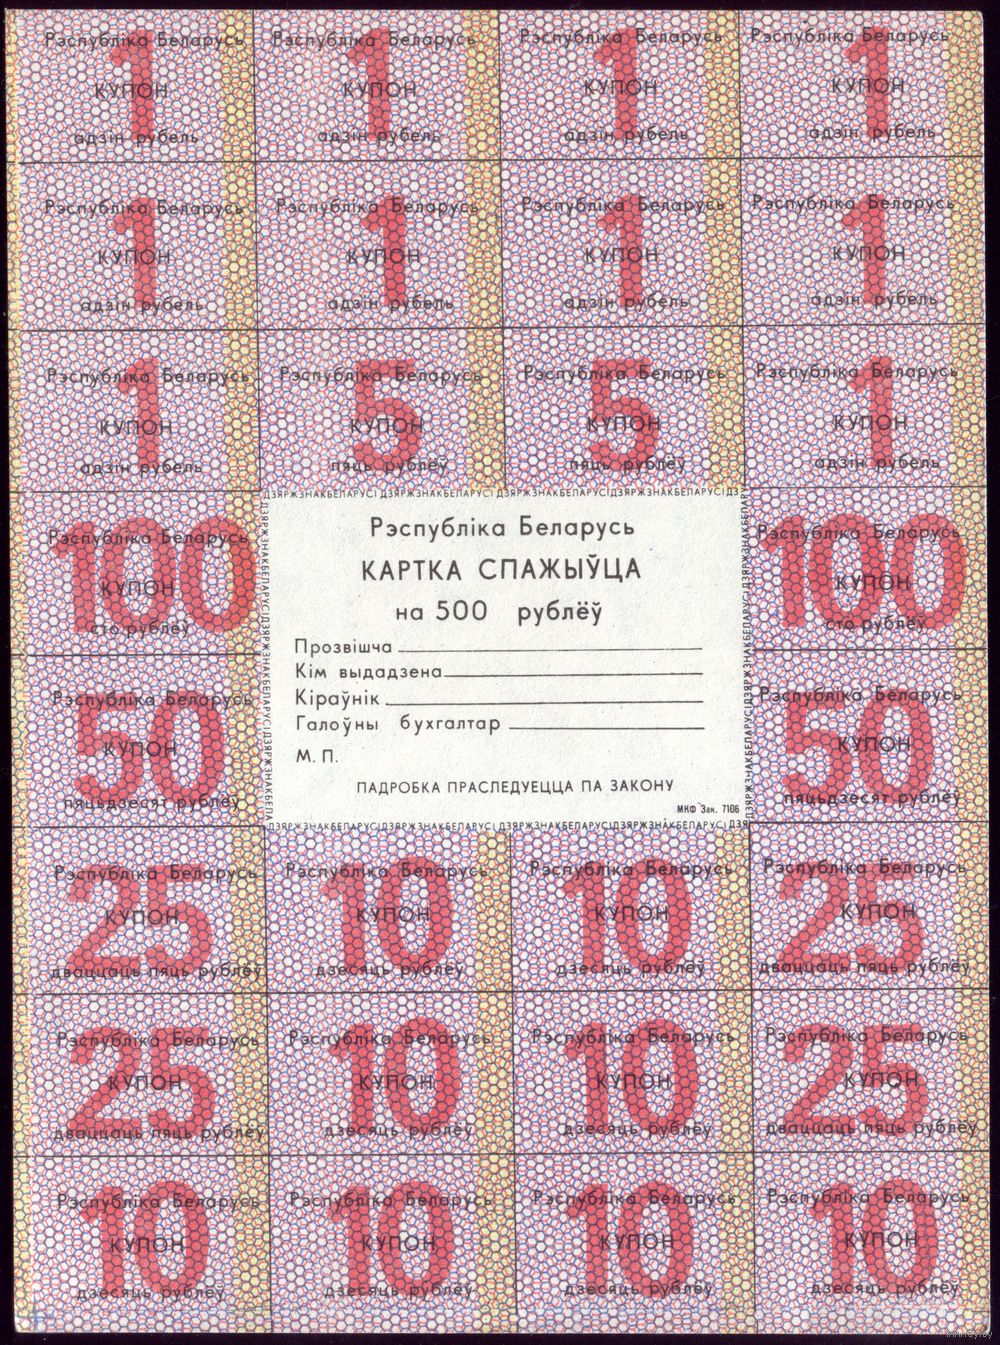 Рэспубліка Беларусь Рэспубліка Беларусь Рэспубліка Беларусь Рэспубліка Беларусь
1 1 1 1
КУПОН КУПОН КУПОН КУПОН
адзін рубель адзін рубель адзін рубель адзін рубель
Рэспубліка Беларусь Рэспубліка Беларусь Рэспубліка Беларусь Рэспубліка Беларусь
1 1 1 1
КУПОН КУПОН КУПОН КУПОН
адзін рубель адзін рубель адзін рубель адзін рубель
Рэспубліка Беларусь Рэспубліка Беларусь Рэспубліка Беларусь Рэспубліка Беларусь
1 5 5 1
КУПОН КУПОН КУПОН КУПОН
адзін рубель пяць рублёў пяць рублёў адзін рубель
ДЗЯРЖЗНАКБЕЛАРУСІДЗЯРЖЗНАКБЕЛАРУСІДЗЯРЖЗНАКБЕЛАРУСІДЗЯРЖЗНАКБЕЛАРУСІДЗ
Рэспубліка Беларусь
100
КУПОН
сто рублёў
Рэспубліка Беларусь
50
КУПОН
пяцьдзесят рублёў
Рэспубліка Беларусь
КАРТКА СПАЖЫЎЦА
на 500 рублёў
Прозвішча
Кім выдадзена
Кіраўнік
Галоўны бухгалтар
М. П.
ПАДРОБКА ПРАСЛЕДУЕЦЦА ПА ЗАКОНУ
МКФ Зак. 7106
Рэспубліка Беларусь
100
КУПОН
сто рублёў
Рэспубліка Беларусь
50
КУПОН
пяцьдзесят рублёў
ДЗЯРЖЗНАКБЕЛАРУСІДЗЯРЖЗНАКБЕЛАРУСІДЗЯРЖЗНАКБЕЛАРУСІДЗЯРЖЗНАКБЕЛАРУСІДЗЯ
Рэспубліка Беларусь Рэспубліка Беларусь Рэспубліка Беларусь Рэспубліка Беларусь
25 10 10 25
КУПОН КУПОН КУПОН КУПОН
дваццаць пяць рублёў дзесяць рублёў дзесяць рублёў дваццаць пяць рублёў
Рэспубліка Беларусь Рэспубліка Беларусь Рэспубліка Беларусь Рэспубліка Беларусь
25 10 10 25
КУПОН КУПОН КУПОН КУПОН
дваццаць пяць рублёў дзесяць рублёў дзесяць рублёў дваццаць пяць рублёў
Рэспубліка Беларусь Рэспубліка Беларусь Рэспубліка Беларусь Рэспубліка Беларусь
10 10 10 10
КУПОН КУПОН КУПОН КУПОН
дзесяць рублёў дзесяць рублёў дзесяць рублёў дзесяць рублёў